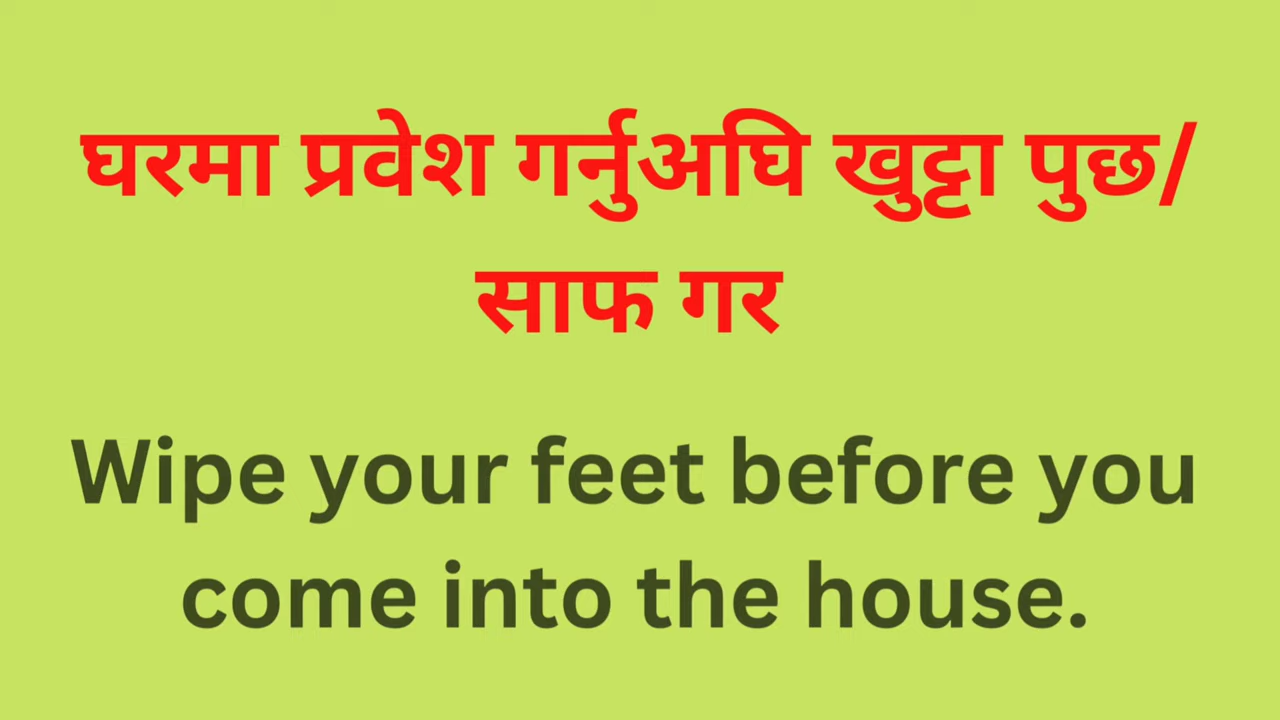 घरमा प्रवेश गर्नुअघि खुट्टा पुछ/
साफ गर
Wipe your feet before you
come into the house.